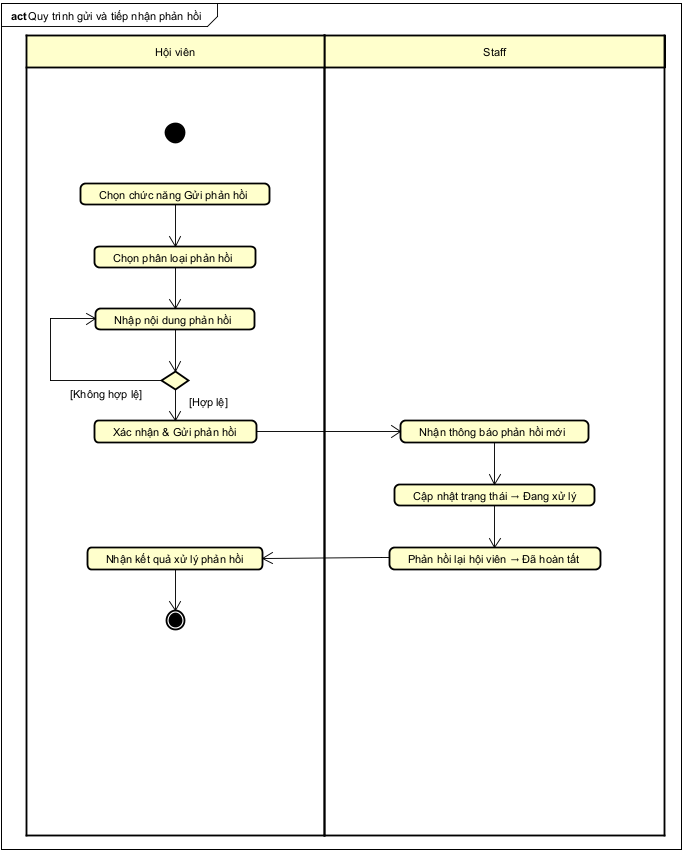 act Quy trình gửi và tiếp nhận phản hồi
Hội viên
Staff
Chọn chức năng Gửi phản hồi
Chọn phân loại phản hồi
Nhập nội dung phản hồi
[Không hợp lệ]
[Hợp lệ]
Xác nhận & Gửi phản hồi
Nhận thông báo phản hồi mới
Cập nhật trạng thái → Đang xử lý
Nhận kết quả xử lý phản hồi
Phản hồi lại hội viên → Đã hoàn tất